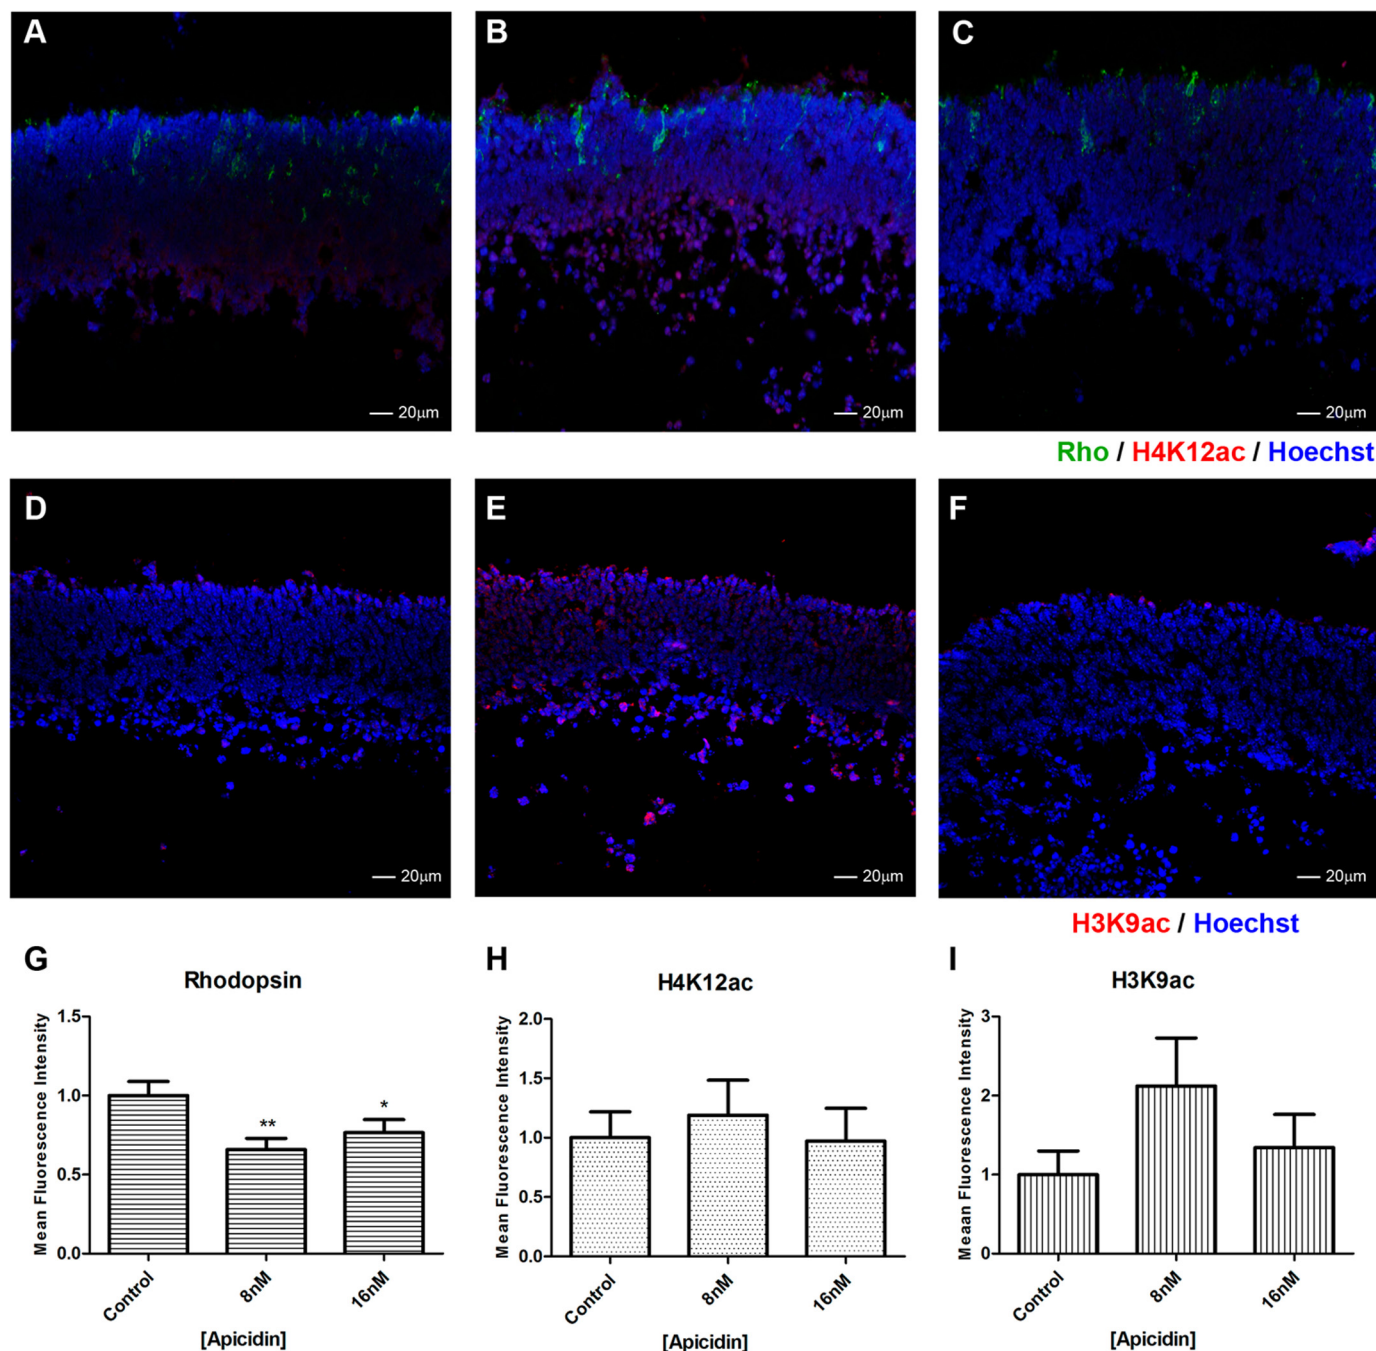 A
B
C
20μm
20μm
20μm
Rho / H4K12ac / Hoechst
D
E
F
20μm
20μm
20μm
H3K9ac / Hoechst
G
H
I
Rhodopsin
Mean Fluorescence Intensity
1.5
1.0
0.5
0.0
**
*
Control
8nM
16nM
[Apicidin]
H4K12ac
Mean Fluorescence Intensity
2.0
1.5
1.0
0.5
0.0
Control
8nM
16nM
[Apicidin]
H3K9ac
Meaan Fluorescence Intensity
3
2
1
0
Control
8nM
16nM
[Apicidin]